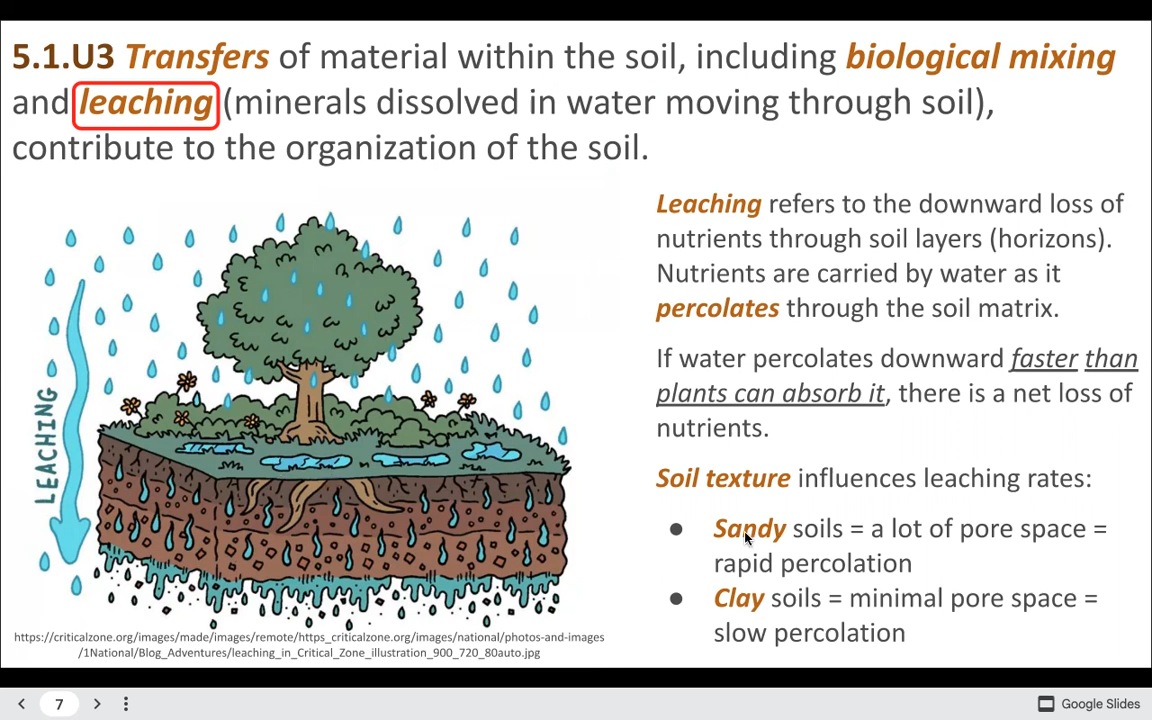 5.1.U3 Transfers of material within the soil, including biological mixing
and leaching (minerals dissolved in water moving through soil),
contribute to the organization of the soil.
LEACHING
https://criticalzone.org/images/made/images/remote/https_criticalzone.org/images/national/photos-and-images
/1National/Blog_Adventures/leaching_in_Critical_Zone_illustration_900_720_80auto.jpg
Leaching refers to the downward loss of
nutrients through soil layers (horizons).
Nutrients are carried by water as it
percolates through the soil matrix.
If water percolates downward faster than
plants can absorb it, there is a net loss of
nutrients.
Soil texture influences leaching rates:
● Sandy soils = a lot of pore space =
rapid percolation
● Clay soils = minimal pore space =
slow percolation
7
Google Slides